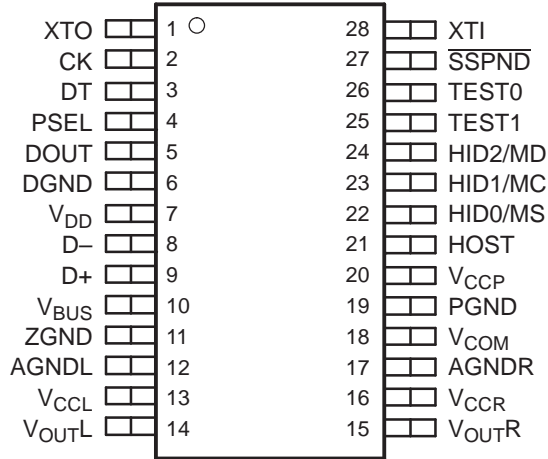 XTO 1 28 XTI
CK 2 27 SSPND
DT 3 26 TEST0
PSEL 4 25 TEST1
DOUT 5 24 HID2/MD
DGND 6 23 HID1/MC
VDD 7 22 HID0/MS
D– 8 21 HOST
D+ 9 20 VCCP
VBUS 10 19 PGND
ZGND 11 18 VCOM
AGNDL 12 17 AGNDR
VCCL 13 16 VCCR
VOUTL 14 15 VOUTR